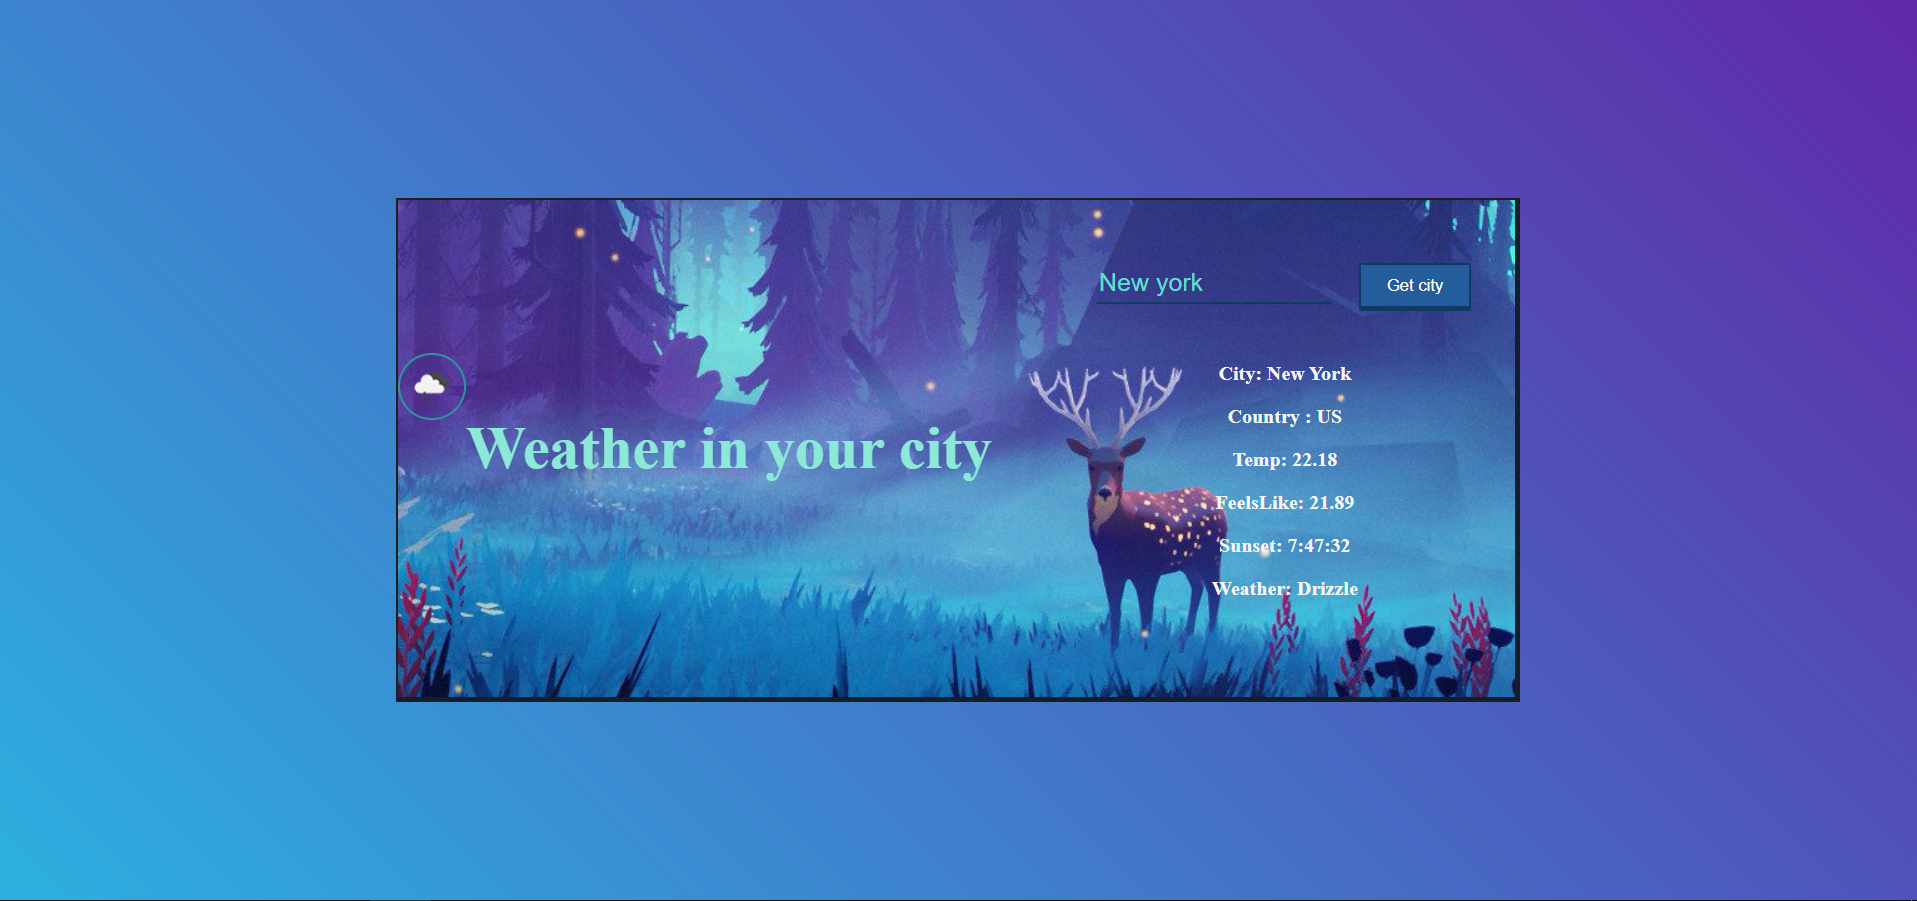 New york
Get city
Weather in your city
City: New York
Country : US
Temp: 22.18
FeelsLike: 21.89
Sunset: 7:47:32
Weather: Drizzle